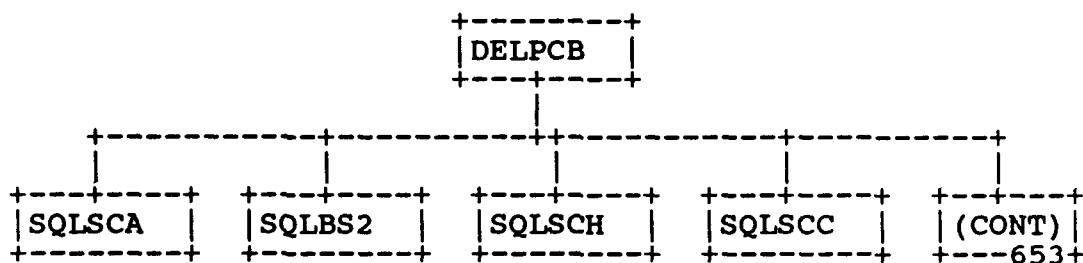 DELPCB
SQLSCA SQLBS2 SQLSCH SQLSCC (CONT)
653